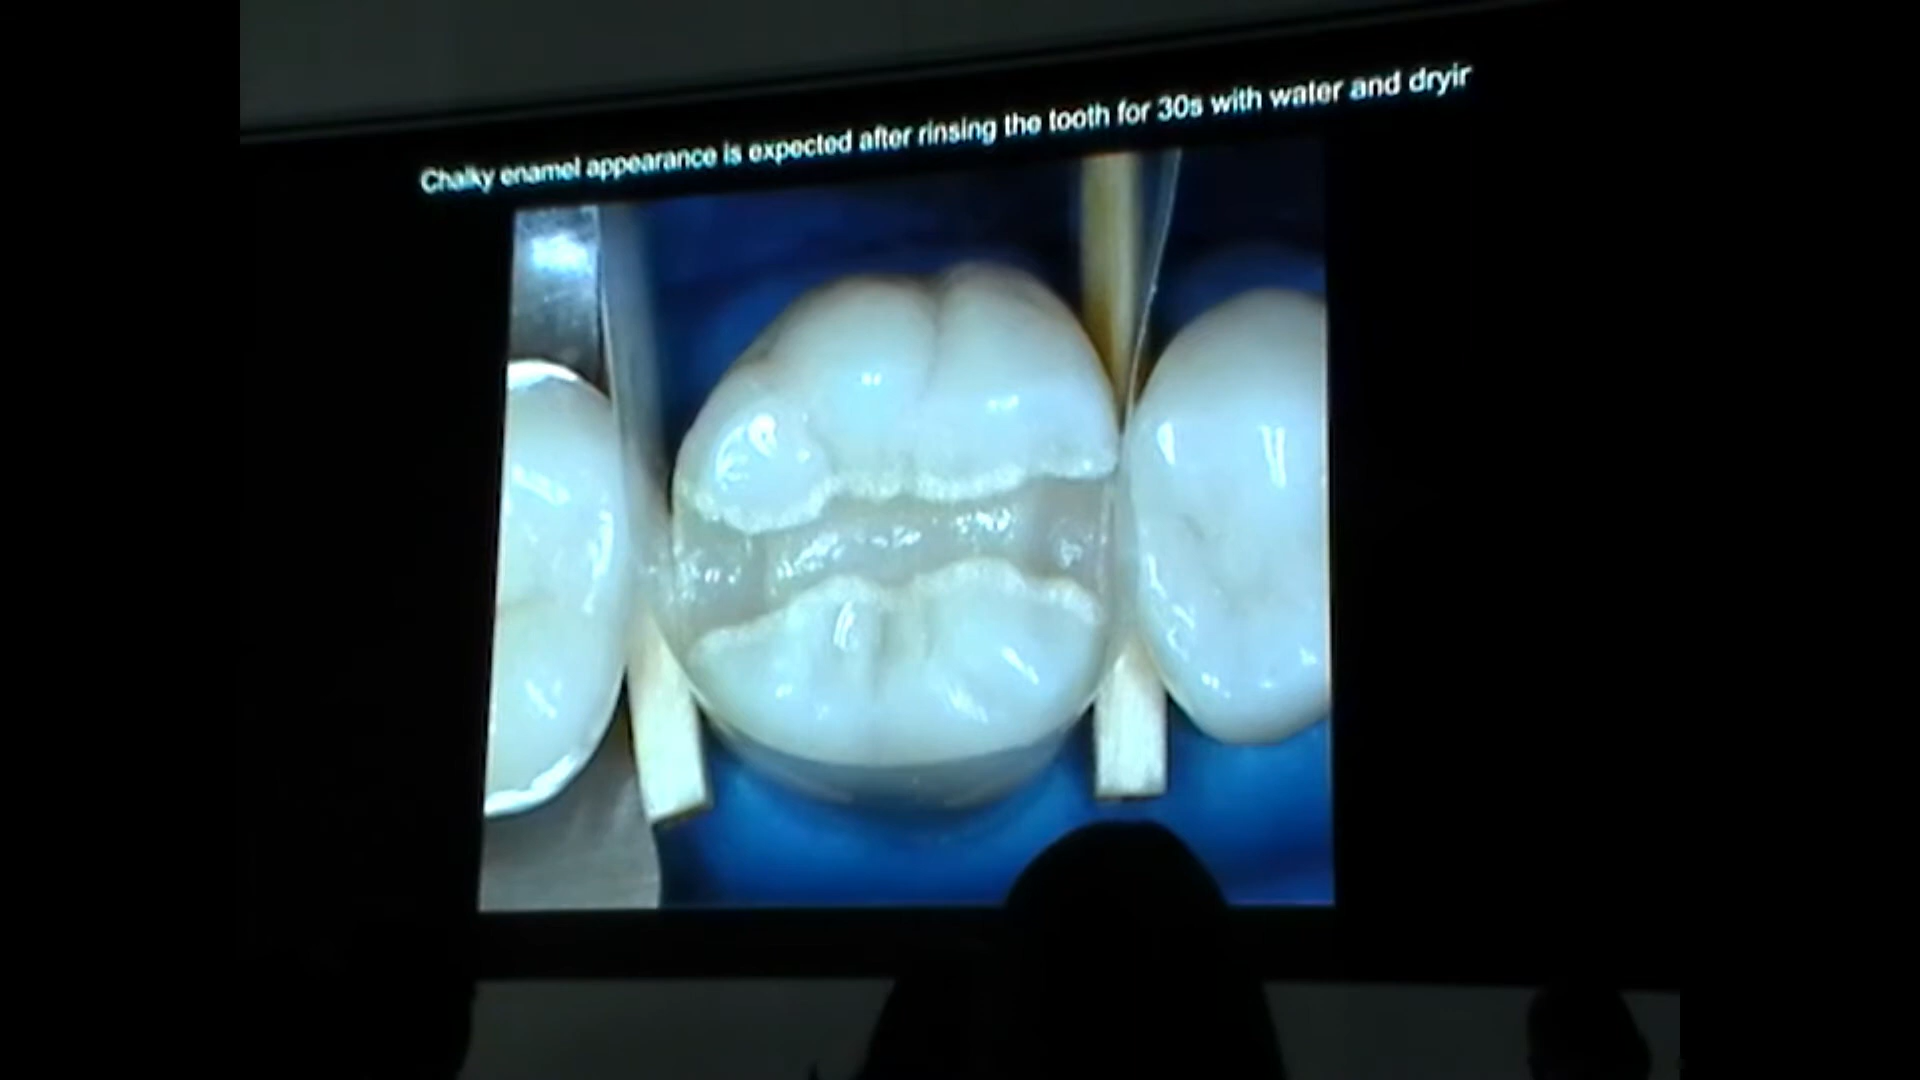 Chalky enamel appearance is expected after rinsing the tooth for 30s with water and dryir